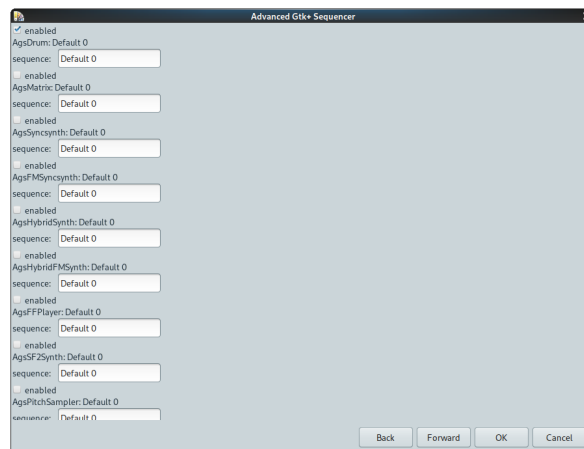 Advanced Gtk+ Sequencer
enabled
AgsDrum: Default 0
sequence: Default 0
enabled
AgsMatrix: Default 0
sequence: Default 0
enabled
AgsSyncsynth: Default 0
sequence: Default 0
enabled
AgsFMSyncsynth: Default 0
sequence: Default 0
enabled
AgsHybridSynth: Default 0
sequence: Default 0
enabled
AgsHybridFMSynth: Default 0
sequence: Default 0
enabled
AgsFFPlayer: Default 0
sequence: Default 0
enabled
AgsSF2Synth: Default 0
sequence: Default 0
enabled
AgsPitchSampler: Default 0
sequence: Default 0
Back Forward OK Cancel